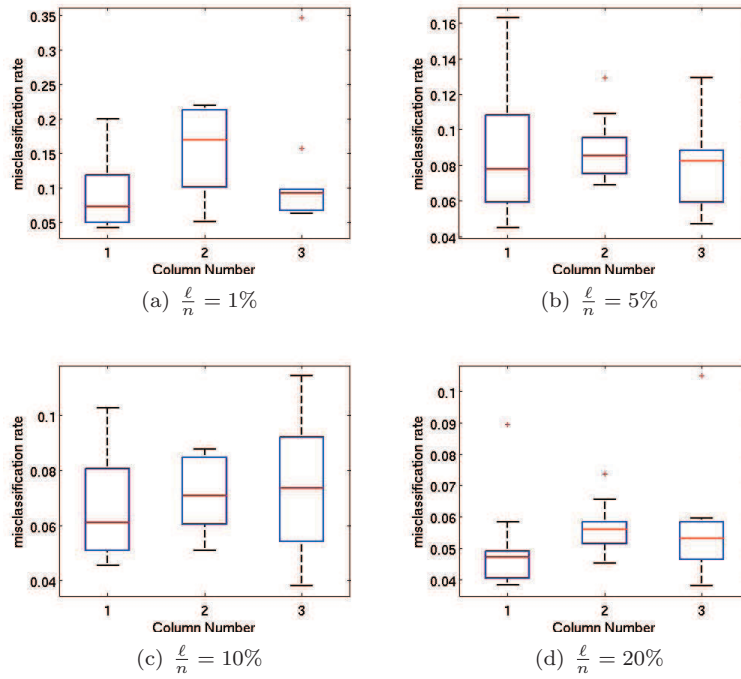 0.35
0.3
0.25
0.2
0.15
0.1
0.05
misclassification rate
1 2 3
Column Number
(a) ℓ/n = 1%
0.16
0.14
0.12
0.1
0.08
0.06
0.04
misclassification rate
1 2 3
Column Number
(b) ℓ/n = 5%
0.1
0.08
0.06
0.04
misclassification rate
1 2 3
Column Number
(c) ℓ/n = 10%
0.1
0.09
0.08
0.07
0.06
0.05
0.04
misclassification rate
1 2 3
Column Number
(d) ℓ/n = 20%